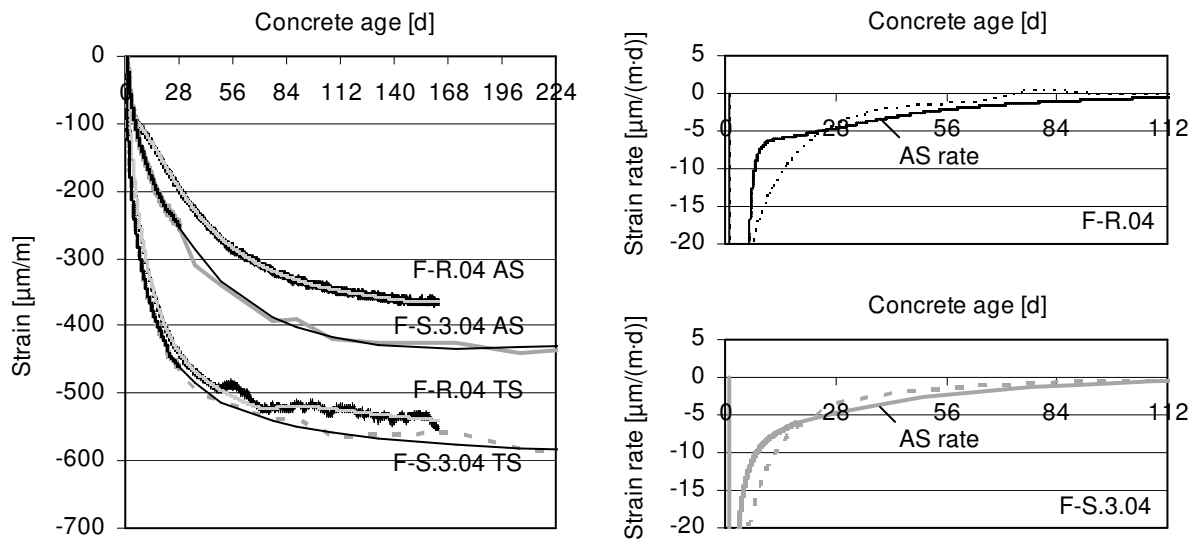 Concrete age [d]
-0
0 28 56 84 112 140 168 196 224
-100
-200
-300
-400
-500
-600
-700
Strain [µm/m]
F-R.04 AS
F-S.3.04 AS
F-R.04 TS
F-S.3.04 TS
Concrete age [d]
5
0
-5
-10
-15
-20
0 28 56 84 112
Strain rate [µm/(m·d)]
AS rate
F-R.04
Concrete age [d]
5
0
-5
-10
-15
-20
0 28 56 84 112
Strain rate [µm/(m·d)]
AS rate
F-S.3.04